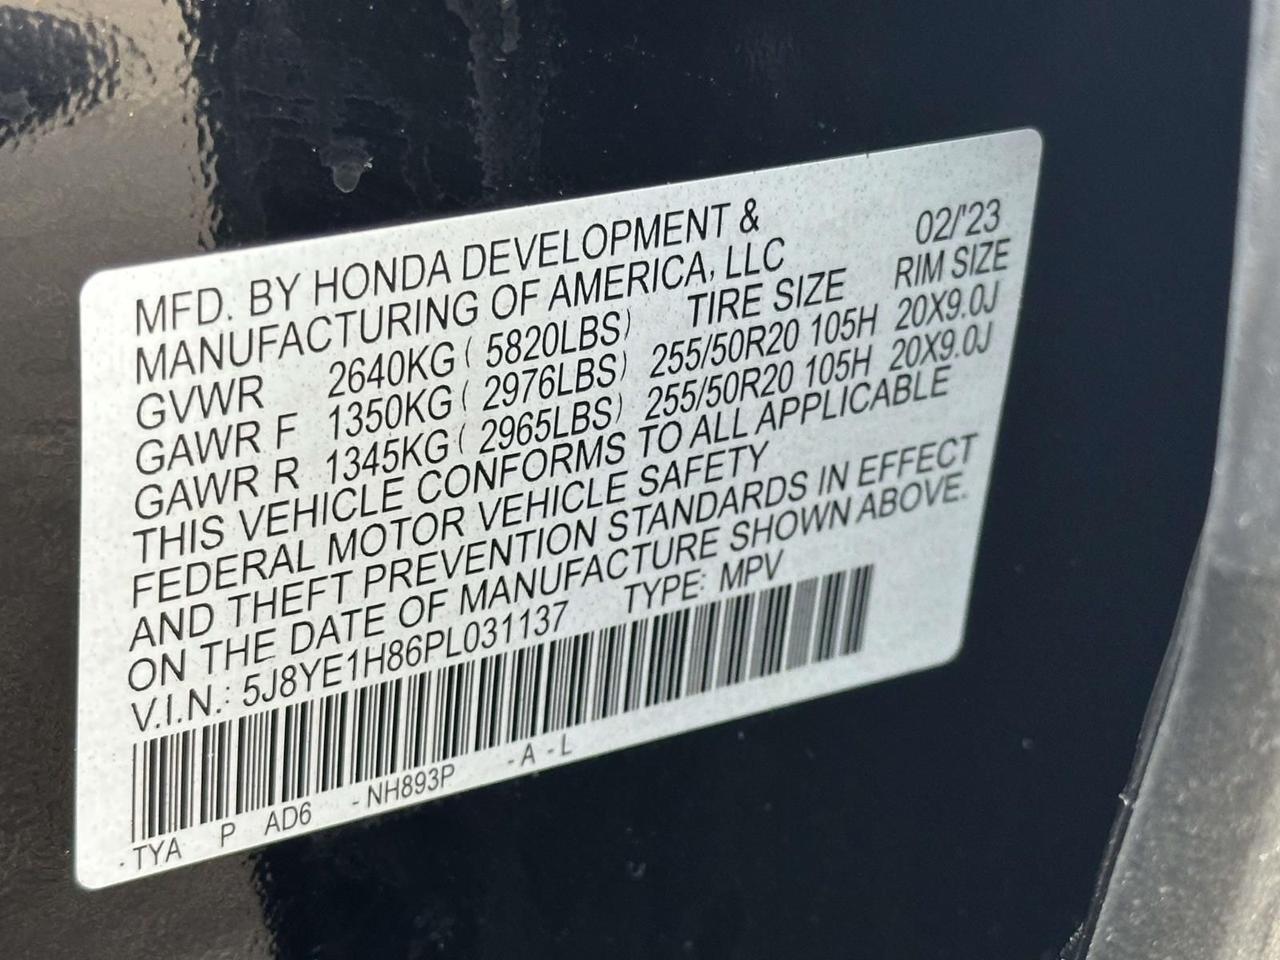 MFD. BY HONDA DEVELOPMENT & 02/'23
MANUFACTURING OF AMERICA, LLC
GVWR 2640KG ( 5820LBS) TIRE SIZE RIM SIZE
GAWR F 1350KG ( 2976LBS) 255/50R20 105H 20X9.0J
GAWR R 1345KG ( 2965LBS) 255/50R20 105H 20X9.0J
THIS VEHICLE CONFORMS TO ALL APPLICABLE
FEDERAL MOTOR VEHICLE SAFETY
AND THEFT PREVENTION STANDARDS IN EFFECT
ON THE DATE OF MANUFACTURE SHOWN ABOVE.
V.I.N.: 5J8YE1H86PL031137 TYPE: MPV
- TYA P AD6 - NH893P - A - L